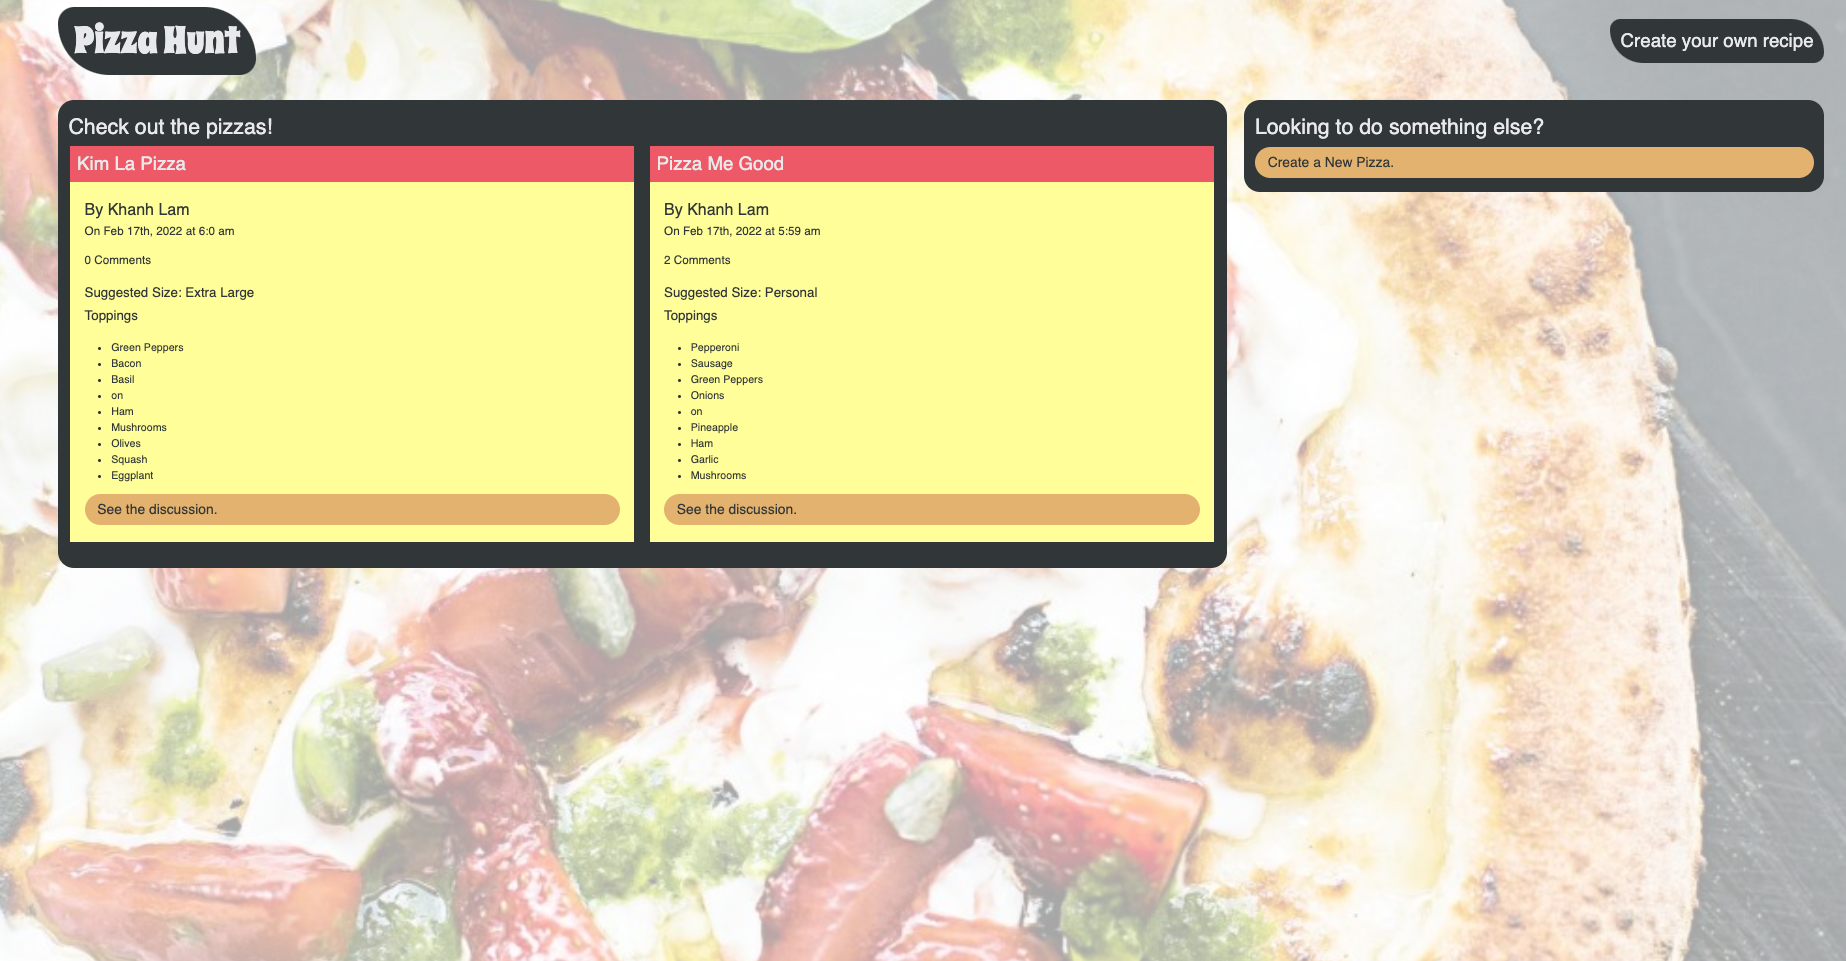 Pizza Hunt
Create your own recipe
Check out the pizzas!
Kim La Pizza
By Khanh Lam
On Feb 17th, 2022 at 6:0 am
0 Comments
Suggested Size: Extra Large
Toppings
Green Peppers
Bacon
Basil
on
Ham
Mushrooms
Olives
Squash
Eggplant
See the discussion.
Pizza Me Good
By Khanh Lam
On Feb 17th, 2022 at 5:59 am
2 Comments
Suggested Size: Personal
Toppings
Pepperoni
Sausage
Green Peppers
Onions
on
Pineapple
Ham
Garlic
Mushrooms
See the discussion.
Looking to do something else?
Create a New Pizza.